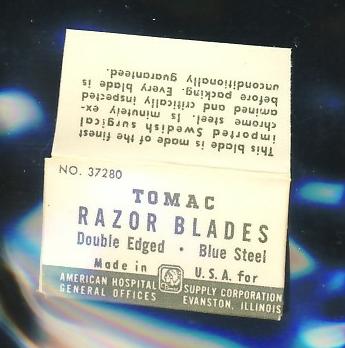 This blade is made of the finest
imported Swedish surgical
chrome steel. Is minutely ex-
amined and critically inspected
before packing. Every blade is
unconditionally guaranteed.
NO. 37280
TOMAC
RAZOR BLADES
Double Edged • Blue Steel
Made in U.S.A. for
AMERICAN HOSPITAL SUPPLY CORPORATION
GENERAL OFFICES EVANSTON, ILLINOIS